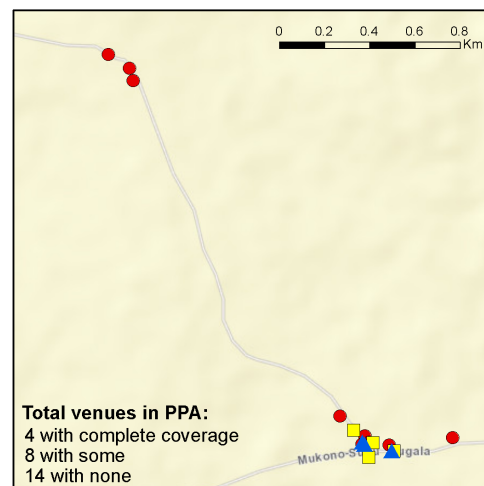 0 0.2 0.4 0.6 0.8
Km
Total venues in PPA:
4 with complete coverage
8 with some
14 with none